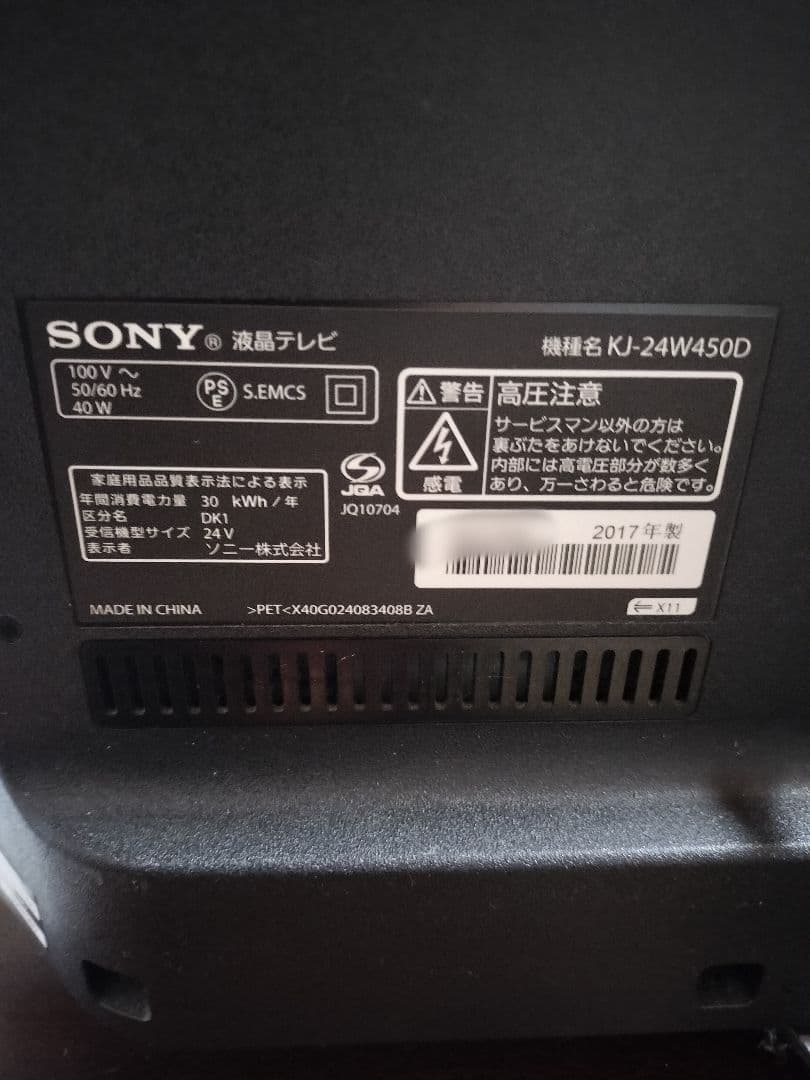 SONY® 液晶テレビ
機種名 KJ-24W450D
100 V ～
50/60 Hz
40 W
PS
E
S.EMCS
警告
高圧注意
感電
サービスマン以外の方は
裏ぶたをあけないでください。
内部には高電圧部分が数多く
あり、万一さわると危険です。
家庭用品品質表示法による表示
年間消費電力量 30 kWh / 年
区分名 DK1
受信機型サイズ 24 V
表示者 ソニー株式会社
JQA
JQ10704
2017 年製
MADE IN CHINA
>PET<X40G024083408B ZA
X11